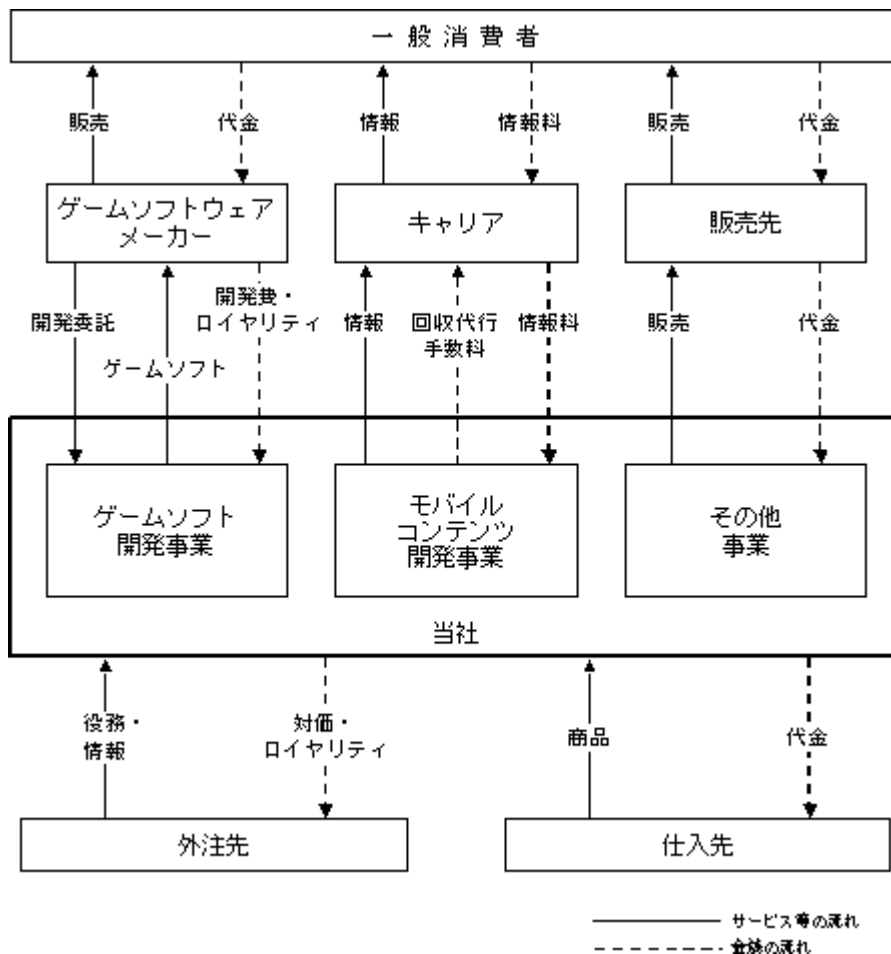 一般消費者
販売
代金
情報
情報料
販売
代金
ゲームソフトウェア
メーカー
キャリア
販売先
開発委託
ゲームソフト
開発費・
ロイヤリティ
情報
回収代行
手数料
情報料
販売
代金
ゲームソフト
開発事業
モバイル
コンテンツ
開発事業
その他
事業
当社
役務・
情報
対価・
ロイヤリティ
商品
代金
外注先
仕入先
サービス等の流れ
金銭の流れ